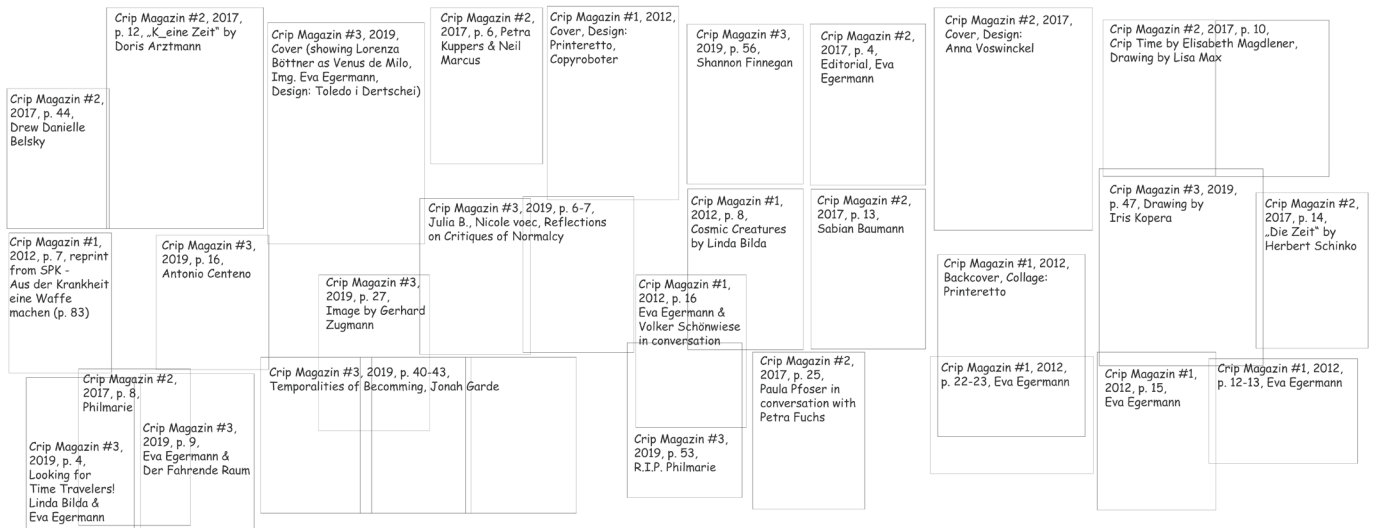 Crip Magazin #2, 2017,
p. 12, „K_eine Zeit“ by
Doris Arztmann
Crip Magazin #3, 2019,
Cover (showing Lorenza
Böttner as Venus de Milo,
Img. Eva Egermann,
Design: Toledo i Dertschei)
Crip Magazin #2,
2017, p. 6, Petra
Kuppers & Neil
Marcus
Crip Magazin #1, 2012,
Cover, Design:
Printeretto,
Copyroboter
Crip Magazin #3,
2019, p. 56,
Shannon Finnegan
Crip Magazin #2,
2017, p. 4,
Editorial, Eva
Egermann
Crip Magazin #2, 2017,
Cover, Design:
Anna Voswinckel
Crip Magazin #2, 2017, p. 10,
Crip Time by Elisabeth Magdlener,
Drawing by Lisa Max
Crip Magazin #2,
2017, p. 44,
Drew Danielle
Belsky
Crip Magazin #3, 2019, p. 6-7,
Julia B., Nicole voec, Reflections
on Critiques of Normalcy
Crip Magazin #1,
2012, p. 8,
Cosmic Creatures
by Linda Bilda
Crip Magazin #2,
2017, p. 13,
Sabian Baumann
Crip Magazin #3, 2019,
p. 47, Drawing by
Iris Kopera
Crip Magazin #2,
2017, p. 14,
„Die Zeit“ by
Herbert Schinko
Crip Magazin #1,
2012, p. 7, reprint
from SPK -
Aus der Krankheit
eine Waffe
machen (p. 83)
Crip Magazin #3,
2019, p. 16,
Antonio Centeno
Crip Magazin #3,
2019, p. 27,
Image by Gerhard
Zugmann
Crip Magazin #1,
2012, p. 16
Eva Egermann &
Volker Schönwiese
in conversation
Crip Magazin #1, 2012,
Backcover, Collage:
Printeretto
Crip Magazin #2,
2017, p. 8,
Philmarie
Crip Magazin #3, 2019, p. 40-43,
Temporalities of Becomming, Jonah Garde
Crip Magazin #2,
2017, p. 25,
Paula Pfoser in
conversation with
Petra Fuchs
Crip Magazin #1, 2012,
p. 22-23, Eva Egermann
Crip Magazin #1,
2012, p. 15,
Eva Egermann
Crip Magazin #1, 2012,
p. 12-13, Eva Egermann
Crip Magazin #3,
2019, p. 4,
Looking for
Time Travelers!
Linda Bilda &
Eva Egermann
Crip Magazin #3,
2019, p. 9,
Eva Egermann &
Der Fahrende Raum
Crip Magazin #3,
2019, p. 53,
R.I.P. Philmarie